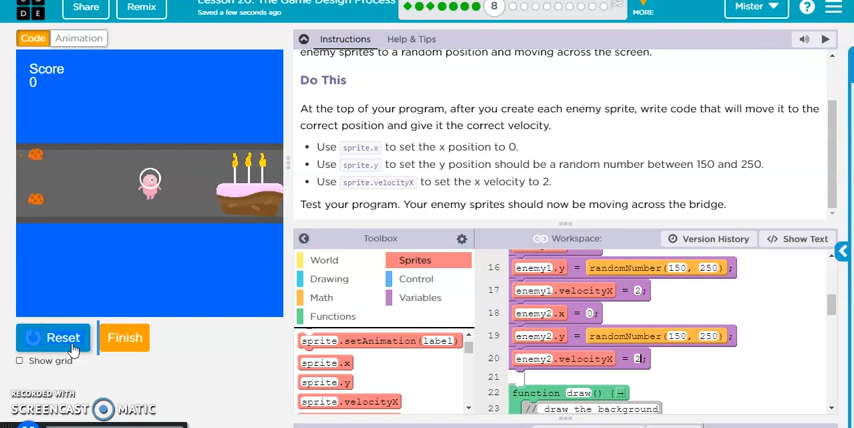 Share
Remix
Lesson 20: The Game Design Process
Saved a few seconds ago
8
MORE
Mister
Code
Animation
Instructions
Help & Tips
Score
0
enemy sprites to a random position and moving across the screen.
Do This
At the top of your program, after you create each enemy sprite, write code that will move it to the
correct position and give it the correct velocity.
• Use sprite.x to set the x position to 0.
• Use sprite.y to set the y position should be a random number between 150 and 250.
• Use sprite.velocityX to set the x velocity to 2.
Test your program. Your enemy sprites should now be moving across the bridge.
Toolbox
Workspace:
Version History
</> Show Text
World
Sprites
Drawing
Control
Math
Variables
Functions
sprite.setAnimation(label)
sprite.x
sprite.y
sprite.velocityX
16 enemy1.y = randomNumber(150, 250);
17 enemy1.velocityX = 2;
18 enemy2.x = 0;
19 enemy2.y = randomNumber(150, 250);
20 enemy2.velocityX = 2;
21
22 function draw() {
23 // draw the background
Reset
Finish
Show grid
RECORDED WITH
SCREENCAST MATIC